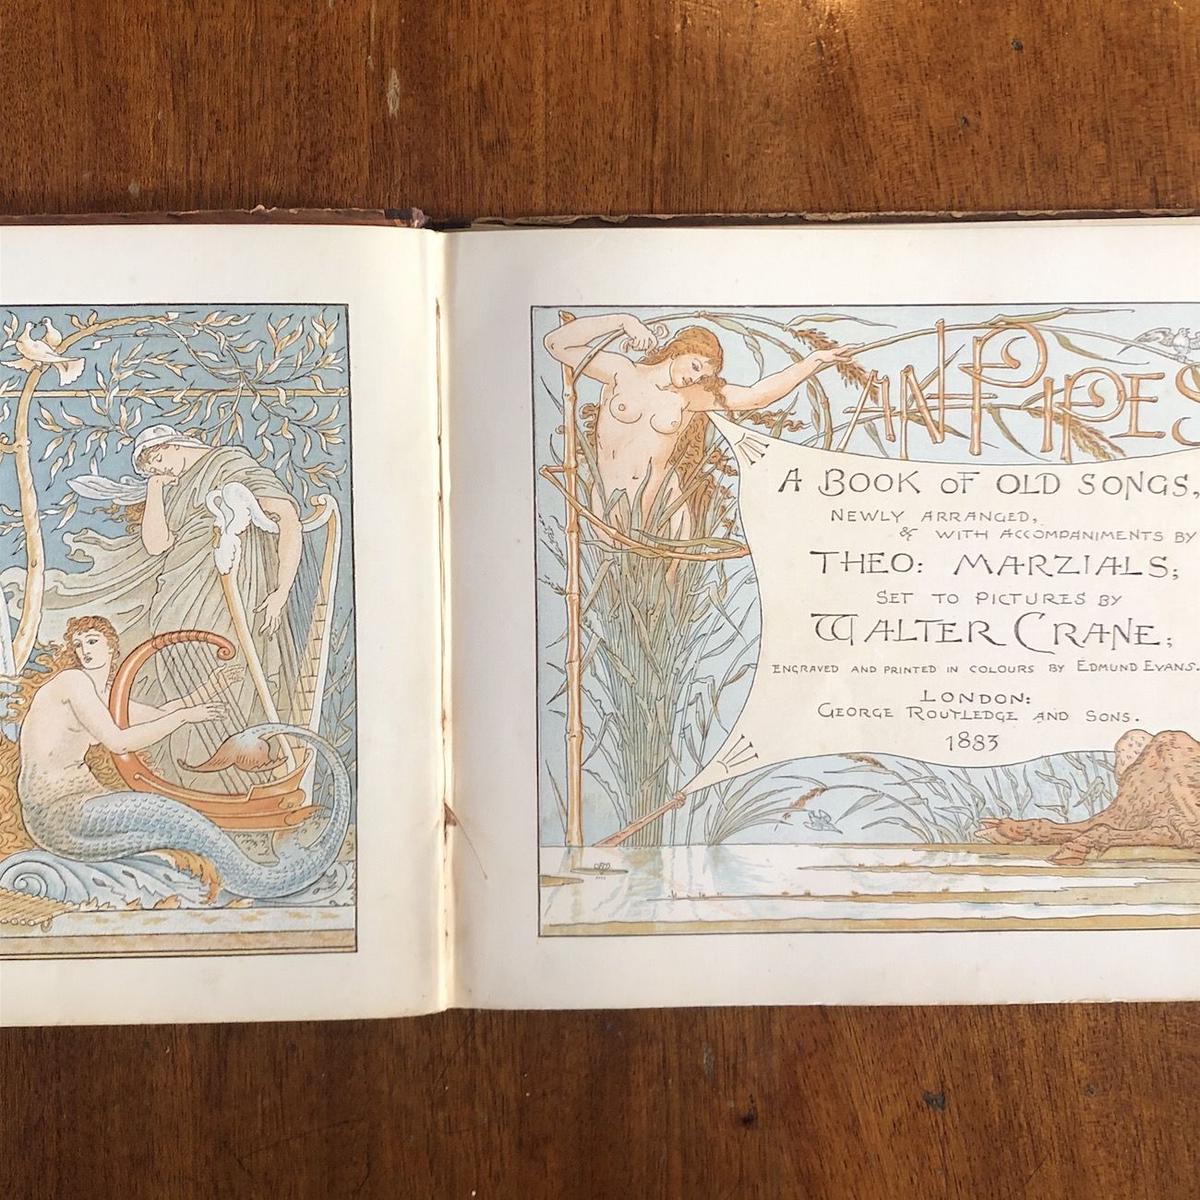 PAN PIPES
A BOOK OF OLD SONGS,
NEWLY ARRANGED,
& WITH ACCOMPANIMENTS BY
THEO: MARZIALS;
SET TO PICTURES BY
WALTER CRANE;
ENGRAVED AND PRINTED IN COLOURS BY EDMUND EVANS.
LONDON:
GEORGE ROUTLEDGE AND SONS.
1883